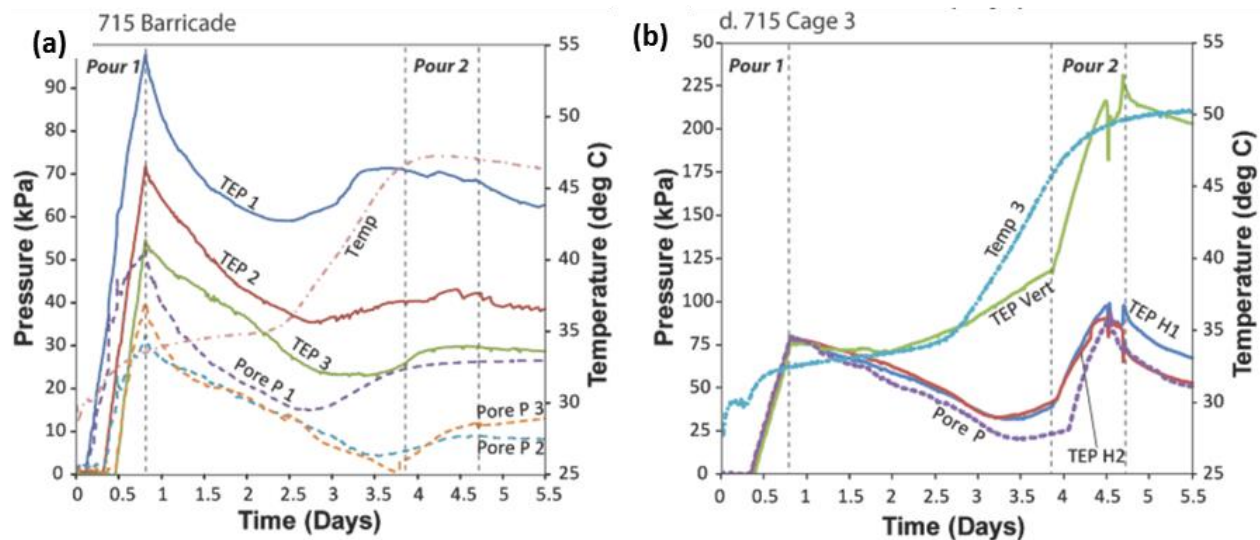 715 Barricade
(a)
Pour 1
Pour 2
Pressure (kPa)
90
80
70
60
50
40
30
20
10
0
TEP 1
TEP 2
TEP 3
Temp
Pore P 1
Pore P 3
Pore P 2
55
50
45
40
35
30
25
Temperature (deg C)
0 0.5 1 1.5 2 2.5 3 3.5 4 4.5 5 5.5
Time (Days)
d. 715 Cage 3
(b)
Pour 1
Pour 2
Pressure (kPa)
50
225
200
175
150
125
100
75
50
25
0
Temp 3
TEP Vert
TEP H1
Pore P
TEP H2
55
50
45
40
35
30
25
Temperature (deg C)
0 0.5 1 1.5 2 2.5 3 3.5 4 4.5 5 5.5
Time (Days)